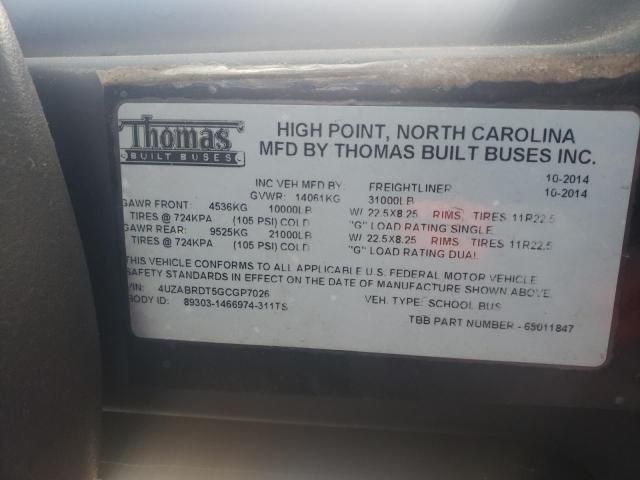 Thomas
BUILT BUSES
HIGH POINT, NORTH CAROLINA
MFD BY THOMAS BUILT BUSES INC.
10-2014
INC VEH MFD BY: FREIGHTLINER 10-2014
GVWR: 14061KG 31000LB
GAWR FRONT: 4536KG 10000LB W/ 22.5X8.25 RIMS TIRES 11R22.5
TIRES @ 724KPA (105 PSI) COLD "G" LOAD RATING SINGLE
GAWR REAR: 9525KG 21000LB W/ 22.5X8.25 RIMS TIRES 11R22.5
TIRES @ 724KPA (105 PSI) COLD "G" LOAD RATING DUAL
THIS VEHICLE CONFORMS TO ALL APPLICABLE U.S. FEDERAL MOTOR VEHICLE
SAFETY STANDARDS IN EFFECT ON THE DATE OF MANUFACTURE SHOWN ABOVE.
VIN: 4UZABRDT5GCGP7026 VEH. TYPE: SCHOOL BUS
BODY ID: 89303-1466974-311TS
TBB PART NUMBER - 65011847